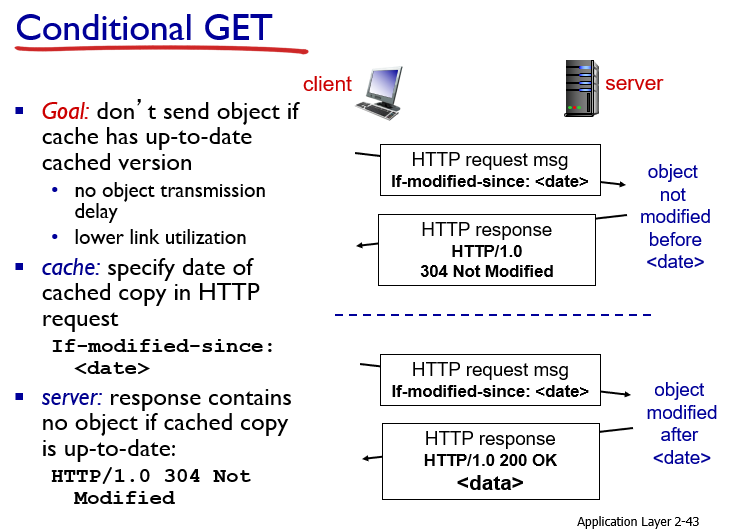 Conditional GET
▪ Goal: don’t send object if
cache has up-to-date
cached version
• no object transmission
delay
• lower link utilization
▪ cache: specify date of
cached copy in HTTP
request
If-modified-since:
<date>
▪ server: response contains
no object if cached copy
is up-to-date:
HTTP/1.0 304 Not
Modified
client
server
HTTP request msg
If-modified-since: <date>
object
not
modified
before
<date>
HTTP response
HTTP/1.0
304 Not Modified
HTTP request msg
If-modified-since: <date>
object
modified
after
<date>
HTTP response
HTTP/1.0 200 OK
<data>
Application Layer 2-43